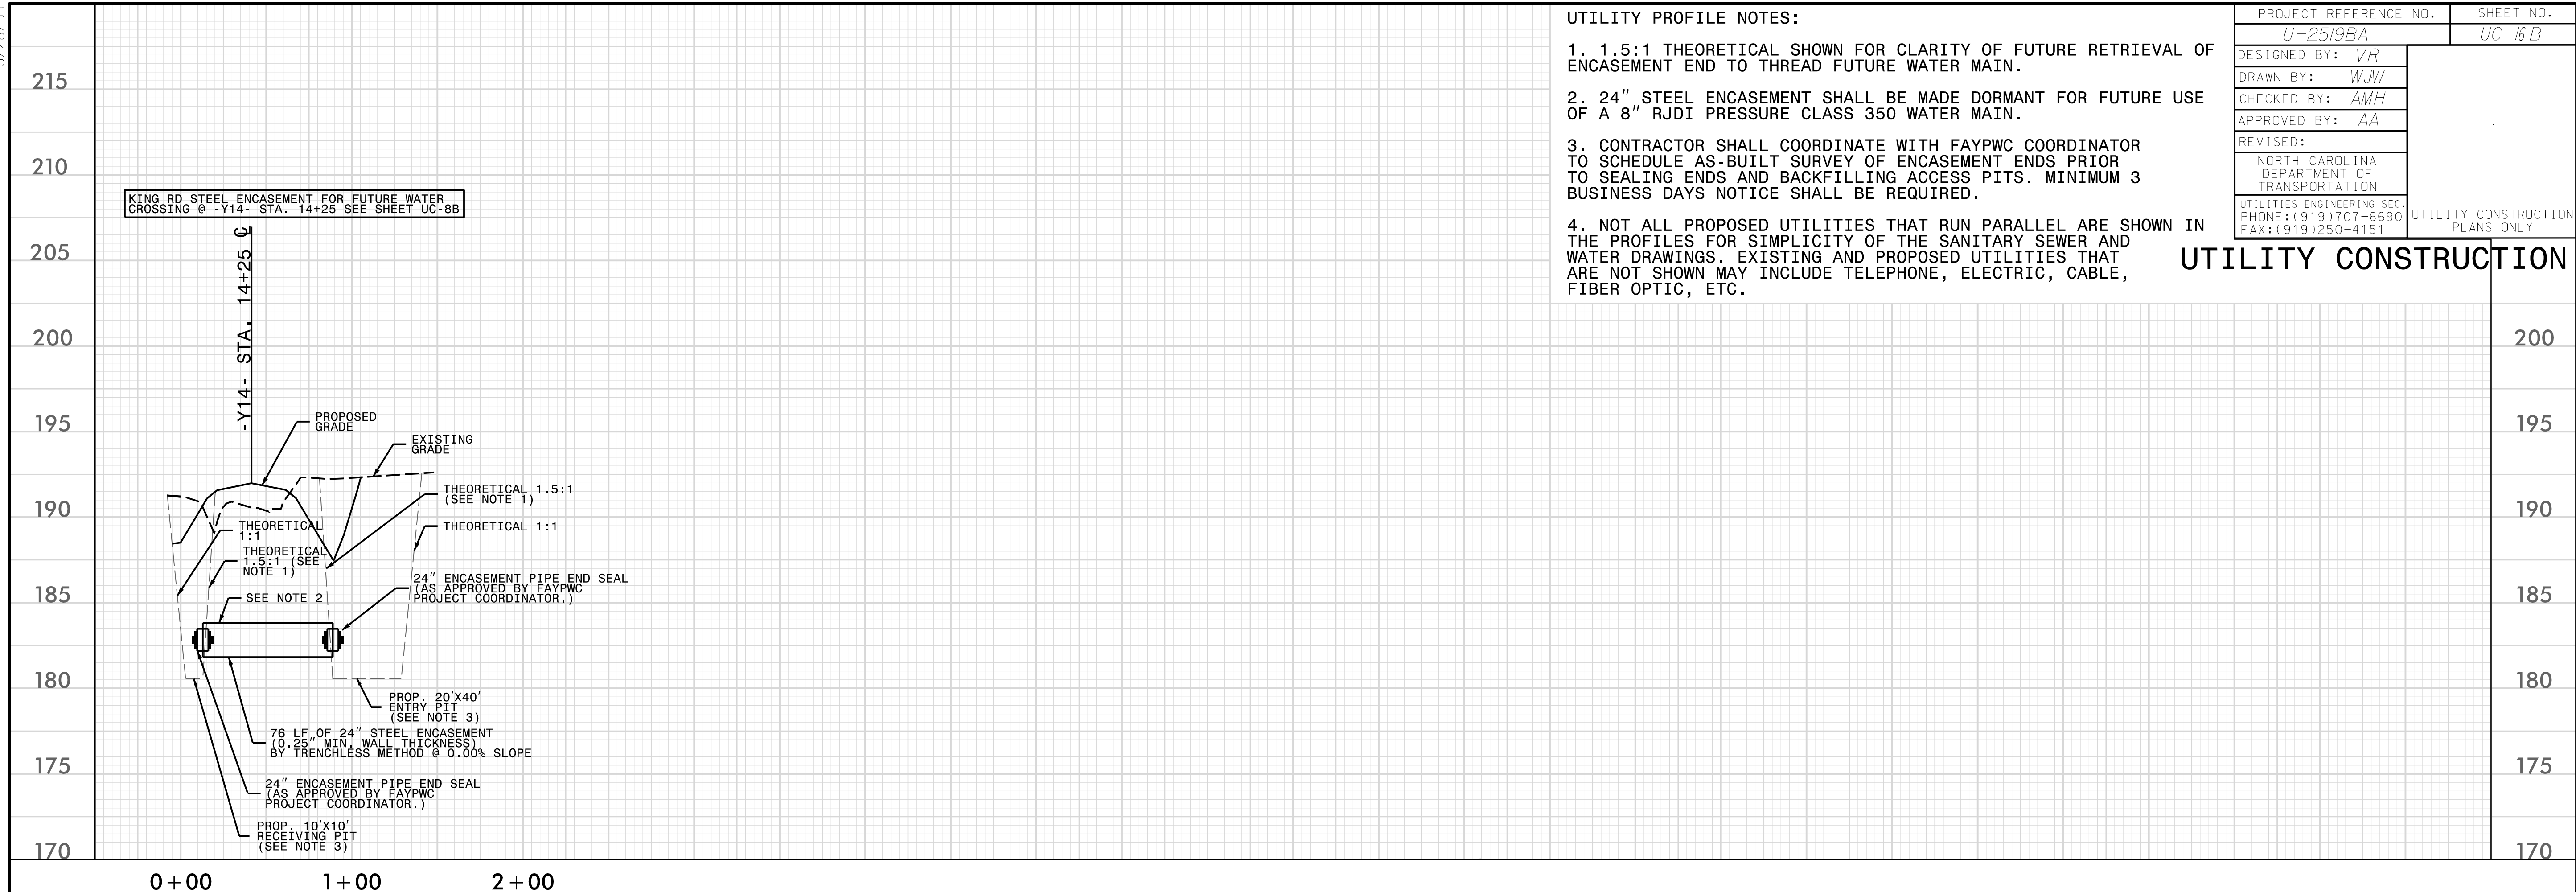 UTILITY PROFILE NOTES:
1. 1.5:1 THEORETICAL SHOWN FOR CLARITY OF FUTURE RETRIEVAL OF
ENCASEMENT END TO THREAD FUTURE WATER MAIN.
2. 24" STEEL ENCASEMENT SHALL BE MADE DORMANT FOR FUTURE USE
OF A 8" RJDI PRESSURE CLASS 350 WATER MAIN.
3. CONTRACTOR SHALL COORDINATE WITH FAYPWC COORDINATOR
TO SCHEDULE AS-BUILT SURVEY OF ENCASEMENT ENDS PRIOR
TO SEALING ENDS AND BACKFILLING ACCESS PITS. MINIMUM 3
BUSINESS DAYS NOTICE SHALL BE REQUIRED.
4. NOT ALL PROPOSED UTILITIES THAT RUN PARALLEL ARE SHOWN IN
THE PROFILES FOR SIMPLICITY OF THE SANITARY SEWER AND
WATER DRAWINGS. EXISTING AND PROPOSED UTILITIES THAT
ARE NOT SHOWN MAY INCLUDE TELEPHONE, ELECTRIC, CABLE,
FIBER OPTIC, ETC.
PROJECT REFERENCE NO. SHEET NO.
U-2519BA UC-16B
DESIGNED BY: VR
DRAWN BY: WJW
CHECKED BY: AMH
APPROVED BY: AA
REVISED:
NORTH CAROLINA
DEPARTMENT OF
TRANSPORTATION
UTILITIES ENGINEERING SEC.
PHONE:(919)707-6690
FAX:(919)250-4151
UTILITY CONSTRUCTION
PLANS ONLY
UTILITY CONSTRUCTION
215
210
205
200
195
190
185
180
175
170
KING RD STEEL ENCASEMENT FOR FUTURE WATER
CROSSING @ -Y14- STA. 14+25 SEE SHEET UC-8B
-Y14- STA. 14+25 ℄
PROPOSED
GRADE
EXISTING
GRADE
THEORETICAL 1.5:1
(SEE NOTE 1)
THEORETICAL 1:1
THEORETICAL
1:1
THEORETICAL
1.5:1 (SEE
NOTE 1)
24" ENCASEMENT PIPE END SEAL
(AS APPROVED BY FAYPWC
PROJECT COORDINATOR.)
SEE NOTE 2
PROP. 20'X40'
ENTRY PIT
(SEE NOTE 3)
76 LF OF 24" STEEL ENCASEMENT
(0.25" MIN. WALL THICKNESS)
BY TRENCHLESS METHOD @ 0.00% SLOPE
24" ENCASEMENT PIPE END SEAL
(AS APPROVED BY FAYPWC
PROJECT COORDINATOR.)
PROP. 10'X10'
RECEIVING PIT
(SEE NOTE 3)
200
195
190
185
180
175
170
0+00 1+00 2+00